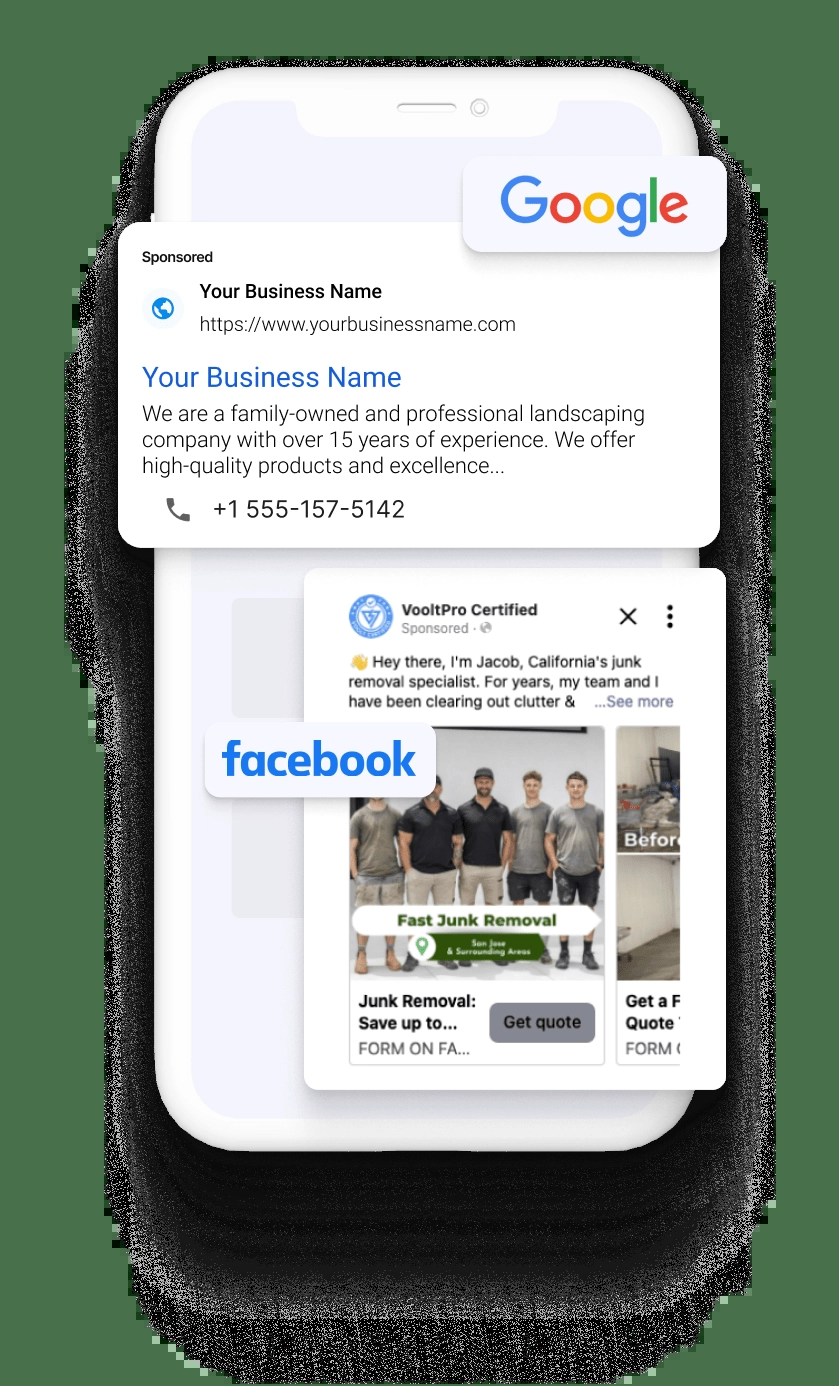 Google
Sponsored
Your Business Name
https://www.yourbusinessname.com
Your Business Name
We are a family-owned and professional landscaping
company with over 15 years of experience. We offer
high-quality products and excellence...
+1 555-157-5142
VooltPro Certified
Sponsored ·
👋 Hey there, I'm Jacob, California's junk
removal specialist. For years, my team and I
have been clearing out clutter & ...See more
facebook
Before
Fast Junk Removal
San Jose
& Surrounding Areas
Junk Removal:
Save up to...
Get quote
FORM ON FA...
Get a F
Quote
FORM